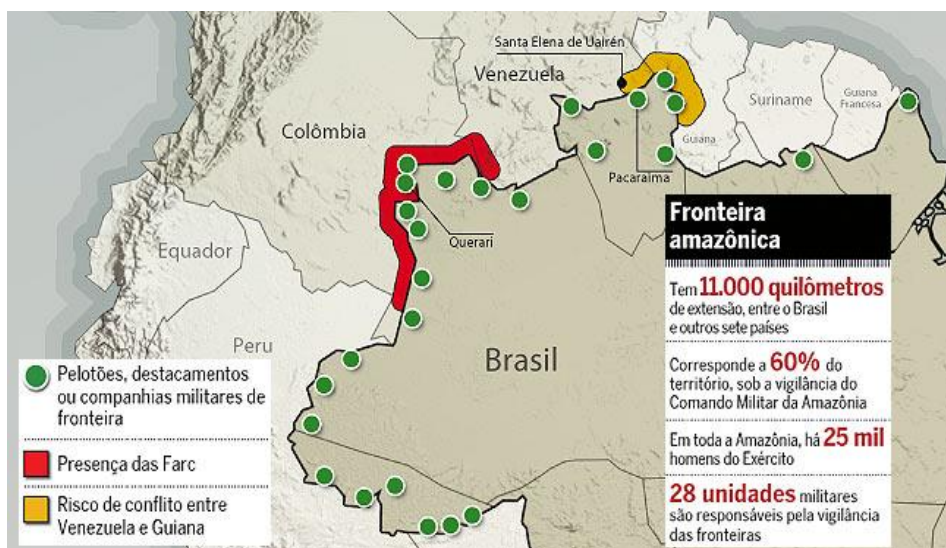 Santa Elena de Uairén
Venezuela
Guiana
Francesa
Suriname
Colômbia
Guiana
Pacaraima
Querari
Equador
Peru
Brasil
Fronteira
amazônica
Tem 11.000 quilômetros
de extensão, entre o Brasil
e outros sete países
Corresponde a 60% do
território, sob a vigilância do
Comando Militar da Amazônia
Em toda a Amazônia, há 25 mil
homens do Exército
28 unidades militares
são responsáveis pela vigilância
das fronteiras
Pelotões, destacamentos
ou companhias militares de
fronteira
Presença das Farc
Risco de conflito entre
Venezuela e Guiana